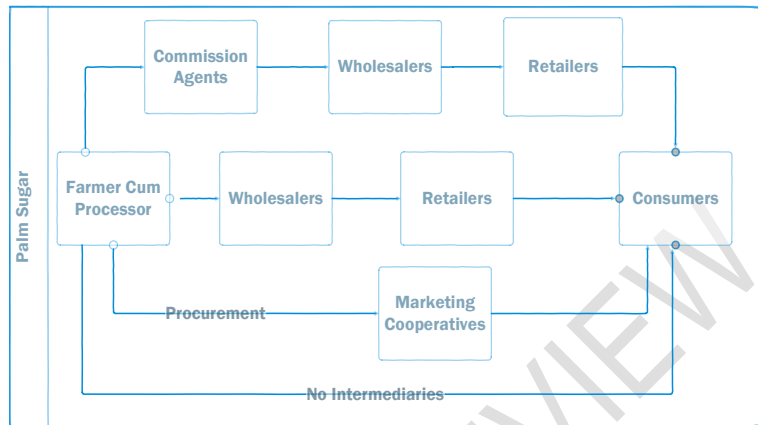 Palm Sugar
Commission
Agents
Wholesalers
Retailers
Farmer Cum
Processor
Wholesalers
Retailers
Consumers
Procurement
Marketing
Cooperatives
No Intermediaries
VIEW